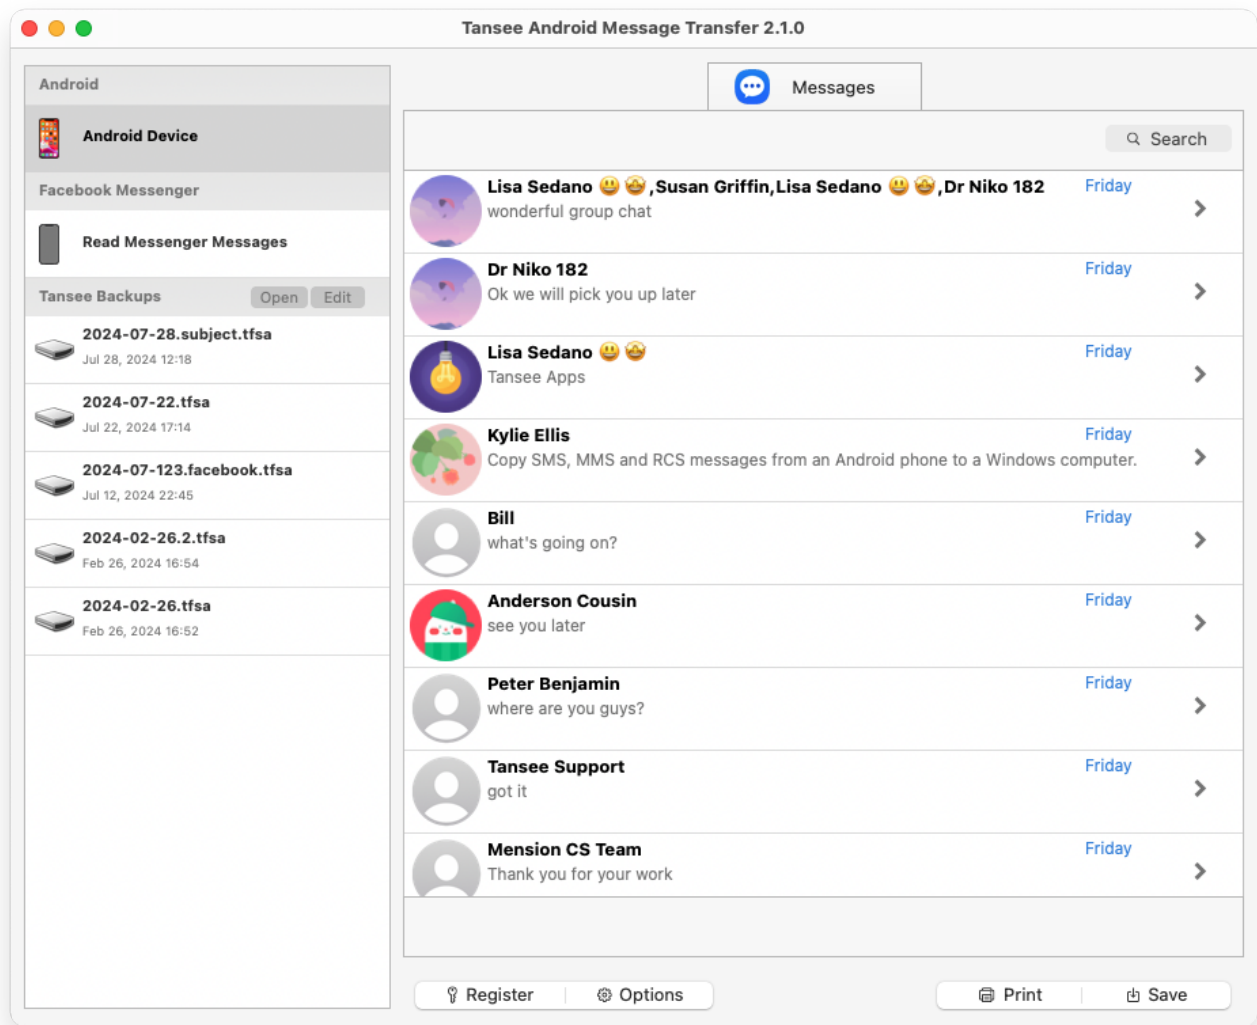 Tansee Android Message Transfer 2.1.0
Android
Android Device
Facebook Messenger
Read Messenger Messages
Tansee Backups Open Edit
2024-07-28.subject.tfsa
Jul 28, 2024 12:18
2024-07-22.tfsa
Jul 22, 2024 17:14
2024-07-123.facebook.tfsa
Jul 12, 2024 22:45
2024-02-26.2.tfsa
Feb 26, 2024 16:54
2024-02-26.tfsa
Feb 26, 2024 16:52
Messages
Search
Lisa Sedano 😃 🤩,Susan Griffin,Lisa Sedano 😃 🤩,Dr Niko 182 Friday
wonderful group chat
Dr Niko 182 Friday
Ok we will pick you up later
Lisa Sedano 😃 🤩 Friday
Tansee Apps
Kylie Ellis Friday
Copy SMS, MMS and RCS messages from an Android phone to a Windows computer.
Bill Friday
what's going on?
Anderson Cousin Friday
see you later
Peter Benjamin Friday
where are you guys?
Tansee Support Friday
got it
Mension CS Team Friday
Thank you for your work
Register Options Print Save